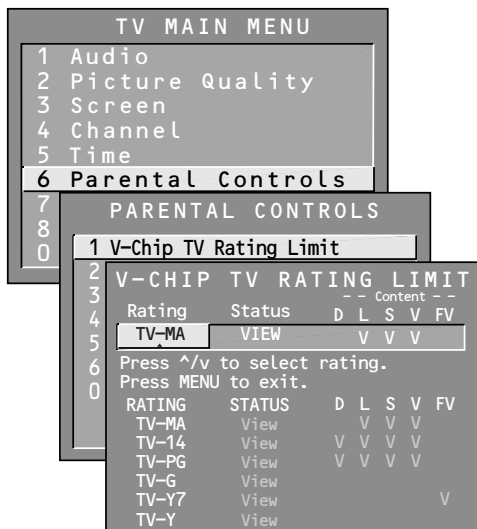 TV MAIN MENU
1 Audio
2 Picture Quality
3 Screen
4 Channel
5 Time
6 Parental Controls
7
8
0
PARENTAL CONTROLS
1 V-Chip TV Rating Limit
2
3
4
5
6
0
V-CHIP TV RATING LIMIT
-- Content --
Rating Status D L S V FV
TV-MA VIEW V V V
Press ^/v to select rating.
Press MENU to exit.
RATING STATUS D L S V FV
TV-MA View V V V
TV-14 View V V V V
TV-PG View V V V V
TV-G View
TV-Y7 View V
TV-Y View